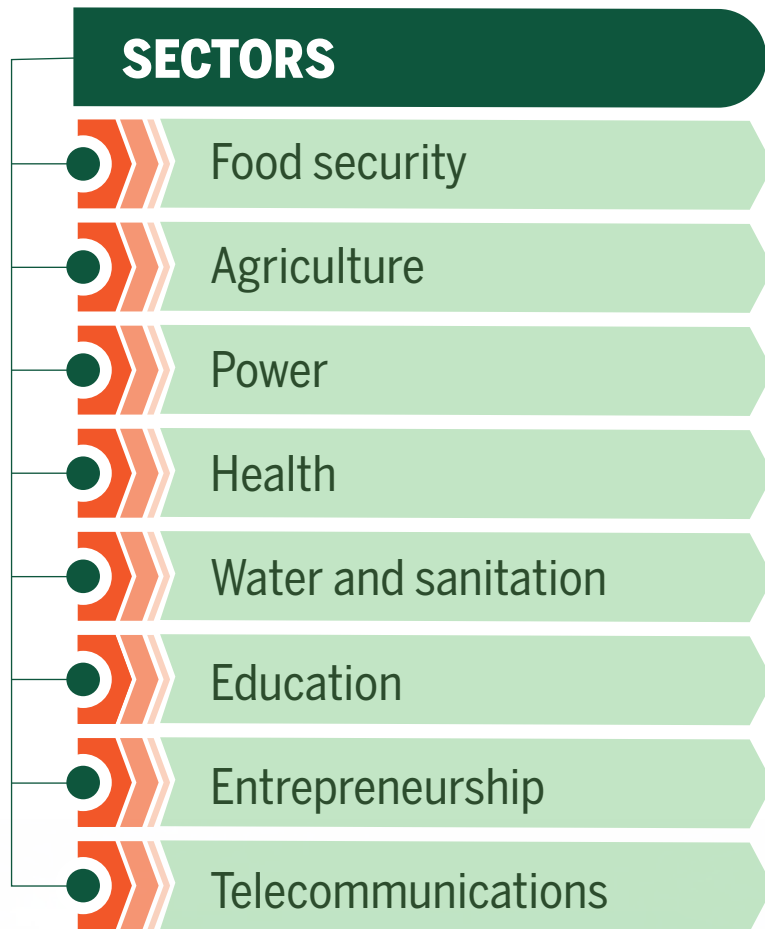 SECTORS
Food security
Agriculture
Power
Health
Water and sanitation
Education
Entrepreneurship
Telecommunications